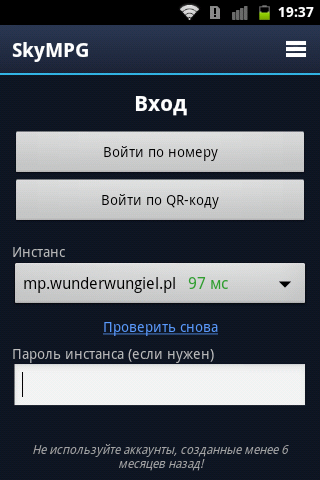 19:37
SkyMPG
Вход
Войти по номеру
Войти по QR-коду
Инстанс
mp.wunderwungiel.pl 97 мс
Проверить снова
Пароль инстанса (если нужен)
Не используйте аккаунты, созданные менее 6
месяцев назад!